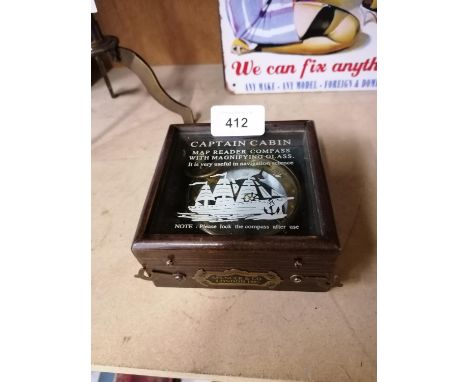 We can fix anyth
ANY MAKE - ANY MODEL - FOREIGN & DOM
412
CAPTAIN CABIN
MAP READER COMPASS
WITH MAGNIFYING GLASS.
It is very useful in navigation science
NOTE : Please lock the compass after use